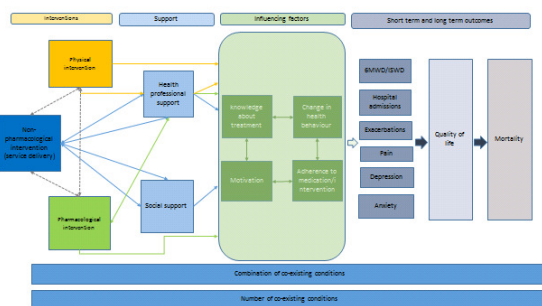 Interventions
Support
Influencing factors
Short term and long term outcomes
Physical
intervention
Non-
pharmacological
intervention
(service delivery)
Pharmacological
intervention
Health
professional
support
Social support
knowledge
about
treatment
Change in
health
behaviour
Motivation
Adherence to
medication/i
ntervention
6MWD/ISWD
Hospital
admissions
Exacerbations
Pain
Depression
Anxiety
Quality of
life
Mortality
Combination of co-existing conditions
Number of co-existing conditions